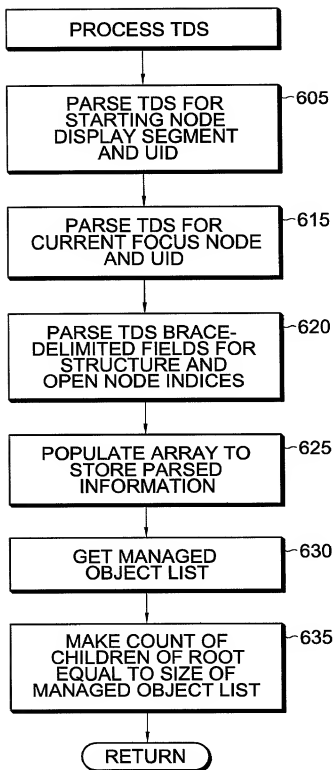 PROCESS TDS
605
PARSE TDS FOR
STARTING NODE
DISPLAY SEGMENT
AND UID
615
PARSE TDS FOR
CURRENT FOCUS NODE
AND UID
620
PARSE TDS BRACE-
DELIMITED FIELDS FOR
STRUCTURE AND
OPEN NODE INDICES
625
POPULATE ARRAY TO
STORE PARSED
INFORMATION
630
GET MANAGED
OBJECT LIST
635
MAKE COUNT OF
CHILDREN OF ROOT
EQUAL TO SIZE OF
MANAGED OBJECT LIST
RETURN